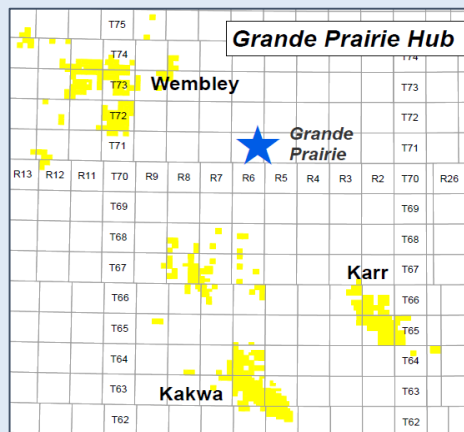 T75
Grande Prairie Hub
T74
T74
Wembley
T73
T73
T72
T72
Grande
Prairie
T71
T71
R13 R12 R11 T70 R9 R8 R7 R6 R5 R4 R3 R2 T70 R26
T69
T69
T68
T68
T67
Karr
T67
T66
T66
T65
T65
T64
T64
T63
Kakwa
T63
T62
T62